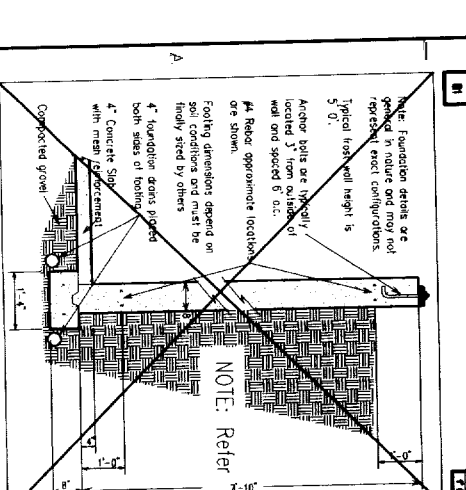 A
Note: Foundation details are
general in nature and may not
represent exact configurations.
Typical frost wall height is
5' 0".
Anchor bolts are typically
located 3" from outside of
wall and spaced 6' o.c.
#4 Rebar approximate locations
are shown.
Footing dimensions depend on
soil conditions and must be
finally sized by others
4" foundation drains placed
both sides of footing
4" Concrete Slab
with mesh reinforcement
Compacted gravel
1'-4"
8"
NOTE: Refer
4"
1'-0"
8"